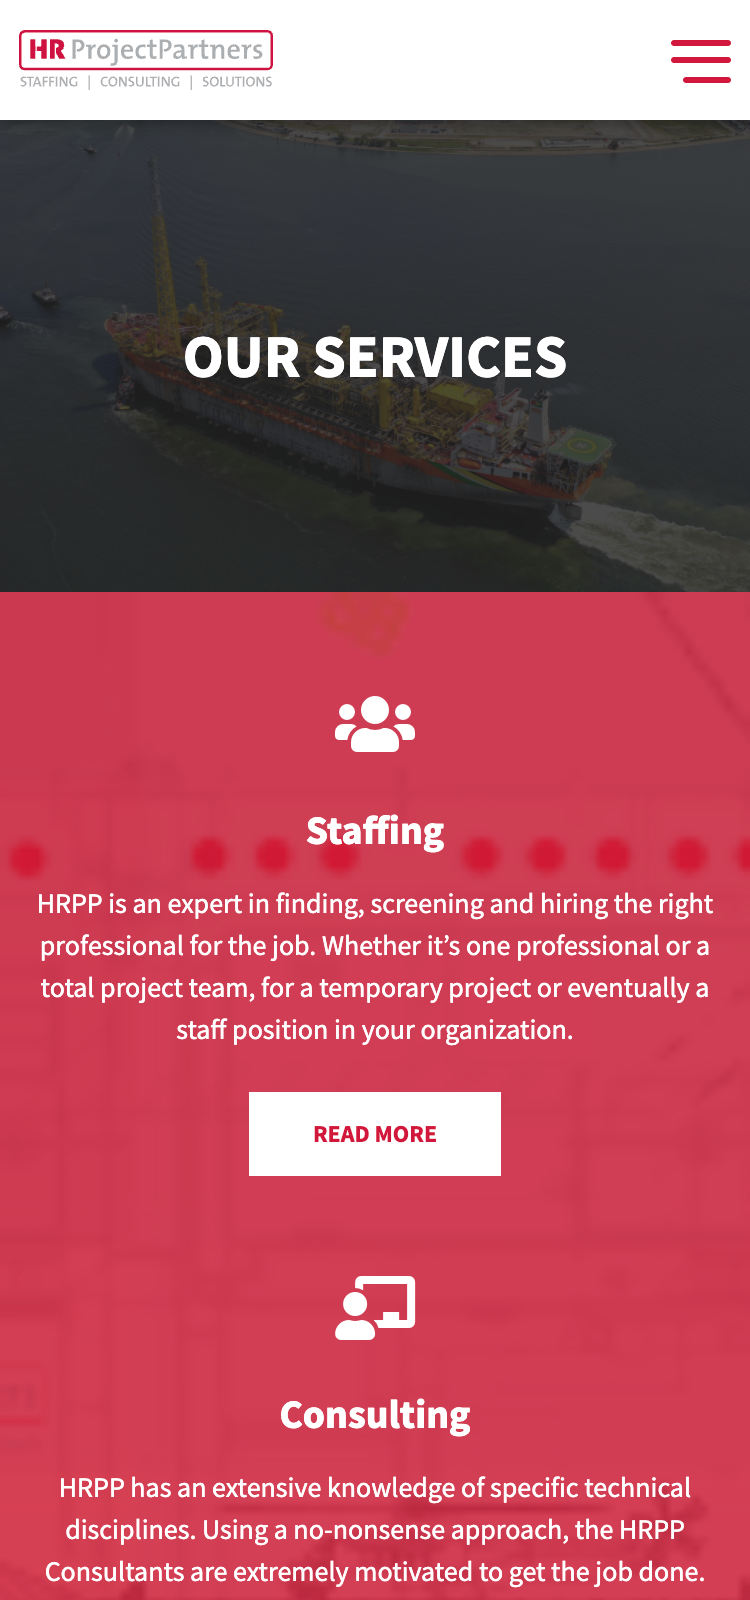 HR ProjectPartners
STAFFING | CONSULTING | SOLUTIONS
OUR SERVICES
Staffing
HRPP is an expert in finding, screening and hiring the right
professional for the job. Whether it’s one professional or a
total project team, for a temporary project or eventually a
staff position in your organization.
READ MORE
Consulting
HRPP has an extensive knowledge of specific technical
disciplines. Using a no-nonsense approach, the HRPP
Consultants are extremely motivated to get the job done.